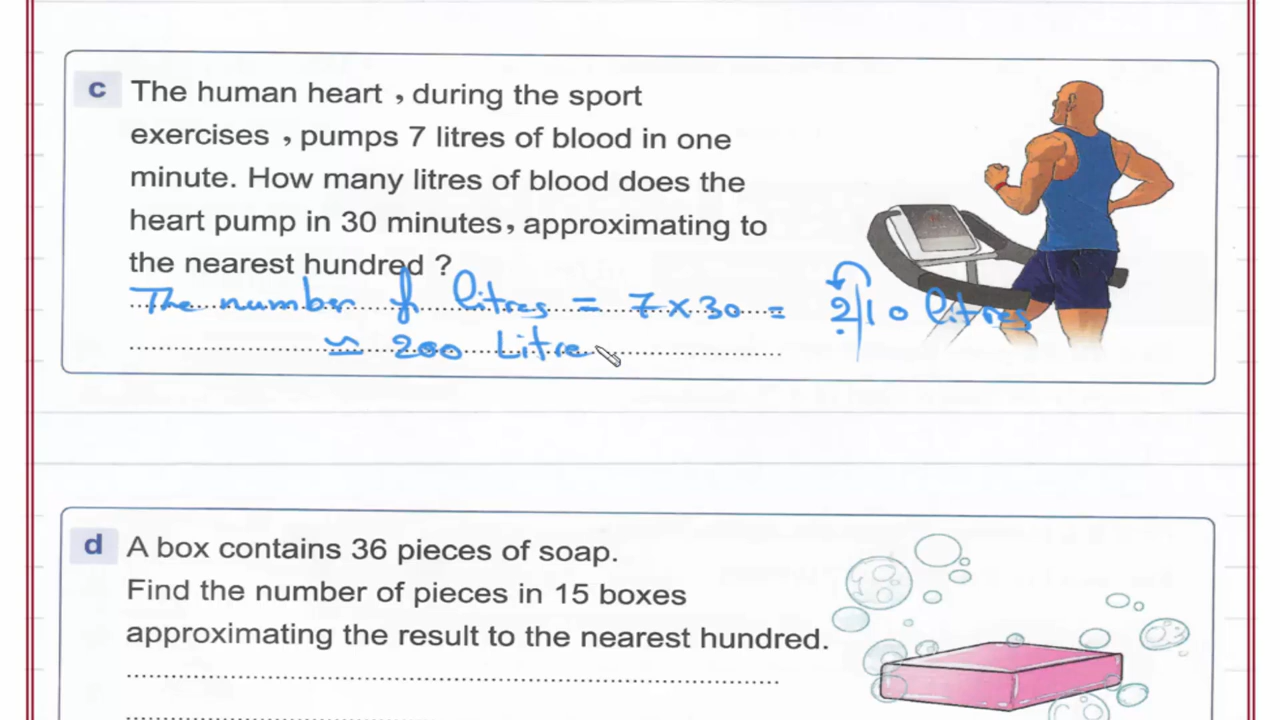 c The human heart , during the sport
exercises , pumps 7 litres of blood in one
minute. How many litres of blood does the
heart pump in 30 minutes , approximating to
the nearest hundred ?
The number of litres = 7 × 30 = 210 litres
≃ 200 Litre
d A box contains 36 pieces of soap.
Find the number of pieces in 15 boxes
approximating the result to the nearest hundred.